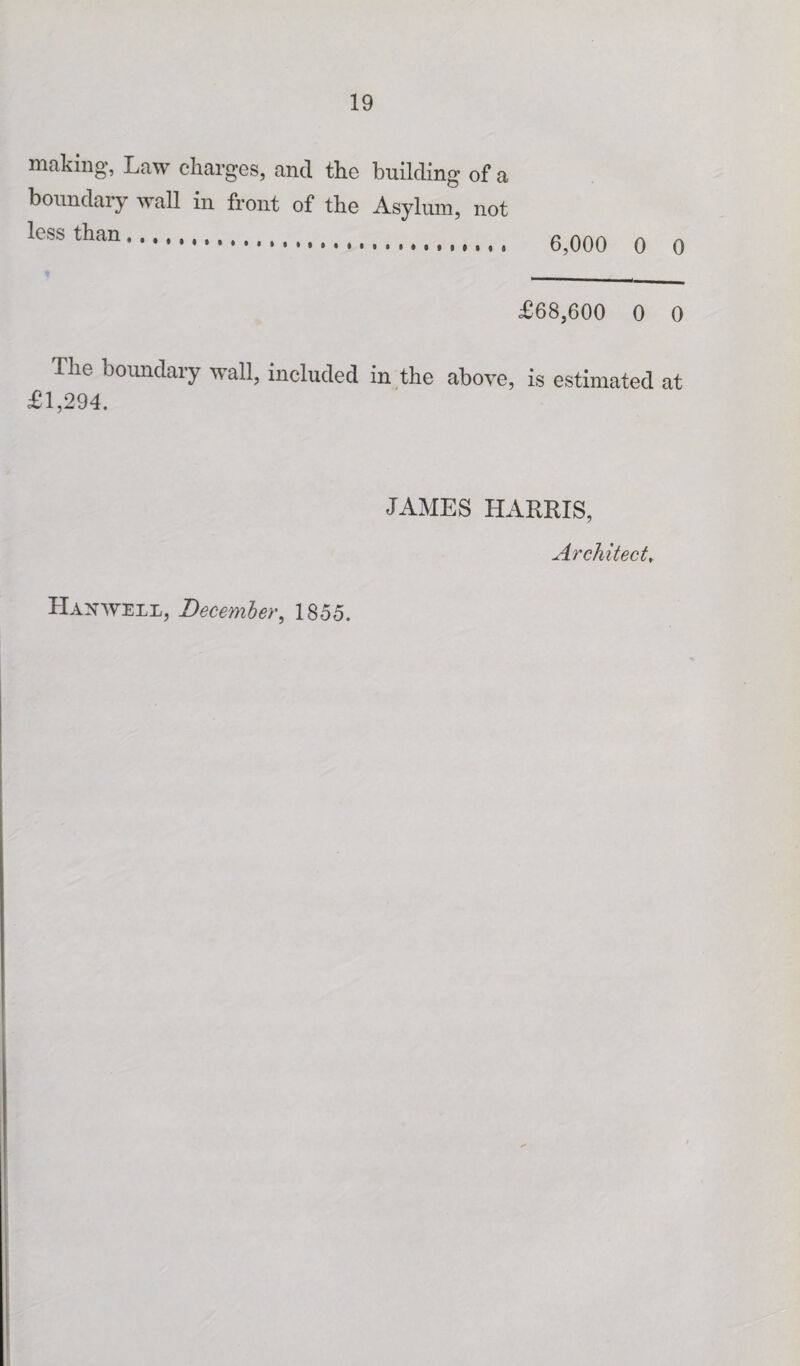 19
making, Law charges, and the building of a
boundary wall in front of the Asylum, not
less than.............................. 6,000 0 0
£68,600 0 0
The boundary wall, included in the above, is estimated at
£1,294.
JAMES HARRIS,
Architect.
Hanwell, December, 1855.